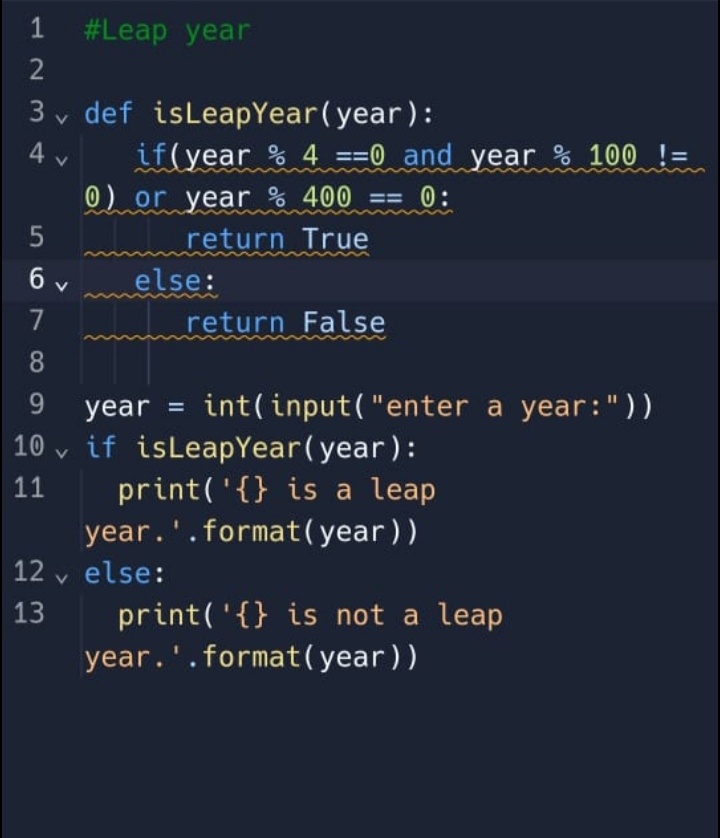 1 #Leap year
2
3 def isLeapYear(year):
4    if(year % 4 ==0 and year % 100 !=
0) or year % 400 == 0:
5       return True
6    else:
7       return False
8
9 year = int(input("enter a year:"))
10 if isLeapYear(year):
11   print('{} is a leap
year.'.format(year))
12 else:
13   print('{} is not a leap
year.'.format(year))